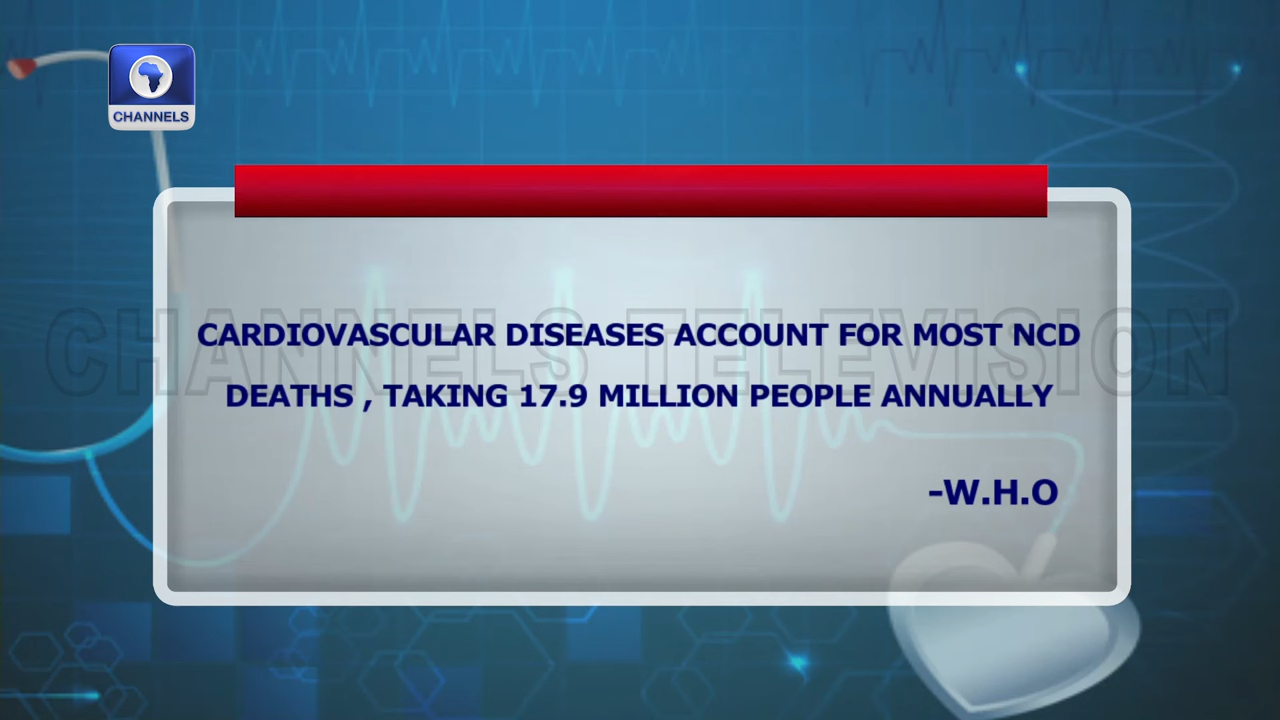 CHANNELS
CHANNELS TELEVISION
CARDIOVASCULAR DISEASES ACCOUNT FOR MOST NCD
DEATHS , TAKING 17.9 MILLION PEOPLE ANNUALLY
-W.H.O